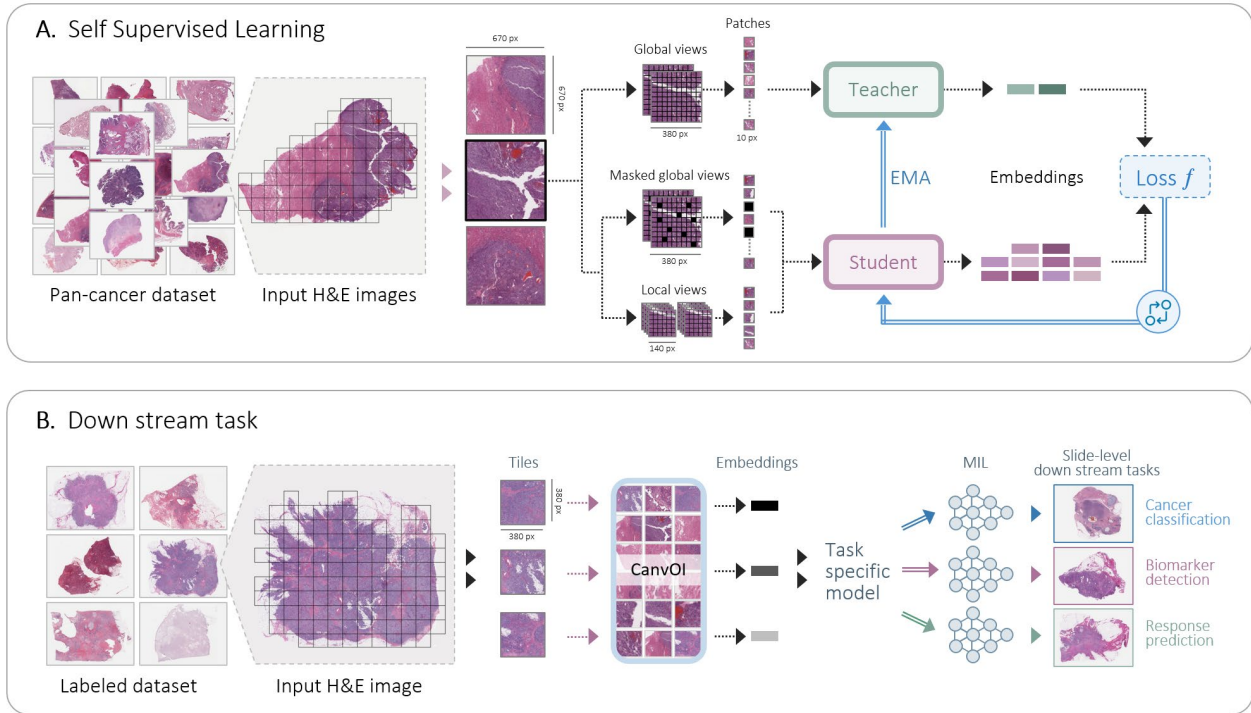 A. Self Supervised Learning
Pan-cancer dataset
Input H&E images
670 px
670 px
Global views
380 px
Patches
10 px
Masked global views
380 px
Local views
140 px
Teacher
EMA
Student
Embeddings
Loss f
B. Down stream task
Labeled dataset
Input H&E image
Tiles
380 px
380 px
CanvOI
Embeddings
Task
specific
model
MIL
Slide-level
down stream tasks
Cancer
classification
Biomarker
detection
Response
prediction